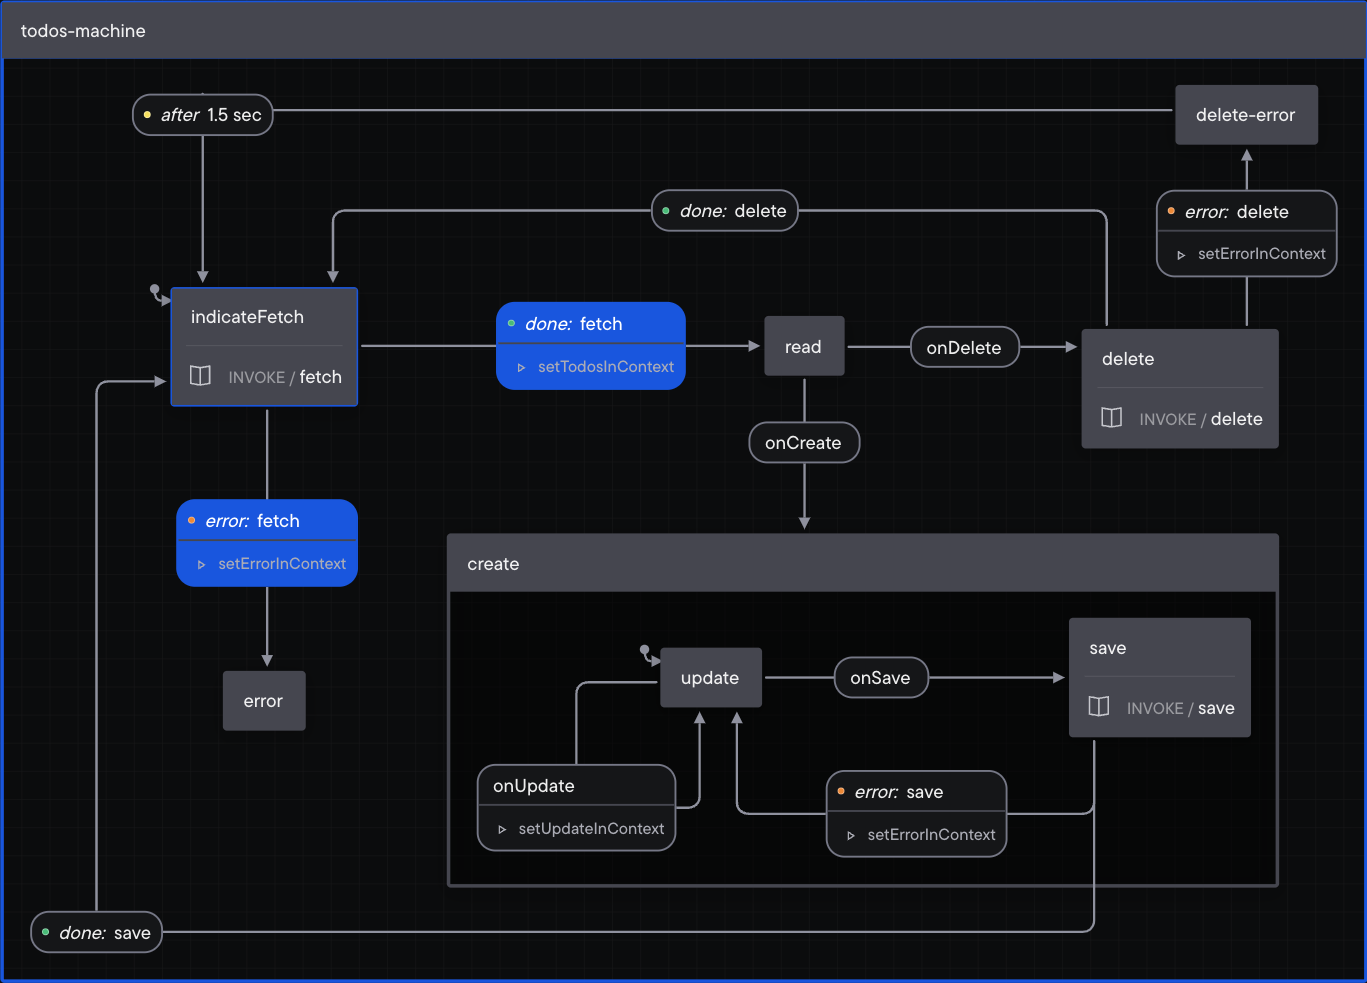 todos-machine
after 1.5 sec
delete-error
done: delete
error: delete
setErrorInContext
indicateFetch
INVOKE / fetch
done: fetch
setTodosInContext
read
onDelete
delete
INVOKE / delete
onCreate
error: fetch
setErrorInContext
error
create
update
onSave
save
INVOKE / save
onUpdate
setUpdateInContext
error: save
setErrorInContext
done: save